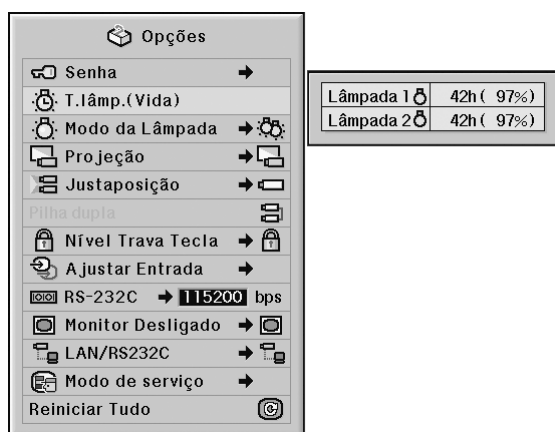 Opções
Senha
T.lâmp.(Vida)
Modo da Lâmpada
Projeção
Justaposição
Pilha dupla
Nível Trava Tecla
Ajustar Entrada
RS-232C 115200 bps
Monitor Desligado
LAN/RS232C
Modo de serviço
Reiniciar Tudo
Lâmpada 1 42h ( 97%)
Lâmpada 2 42h ( 97%)